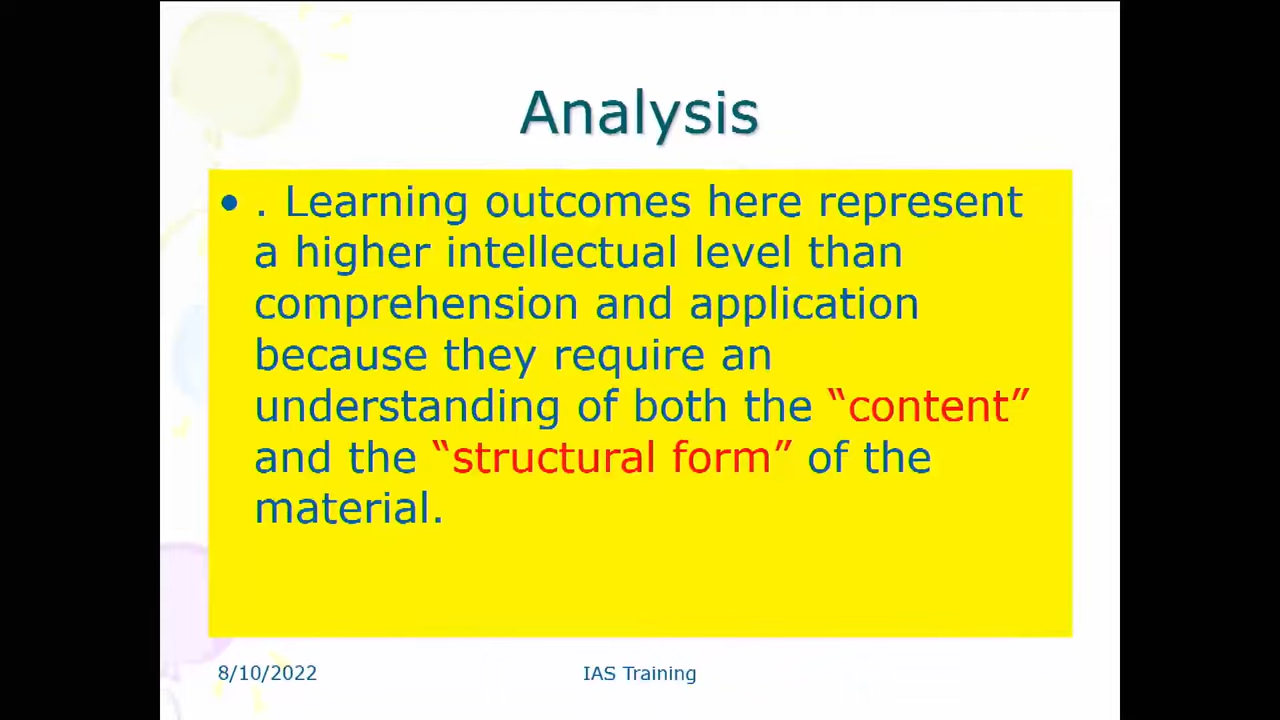 Analysis
• . Learning outcomes here represent
a higher intellectual level than
comprehension and application
because they require an
understanding of both the “content”
and the “structural form” of the
material.
8/10/2022
IAS Training